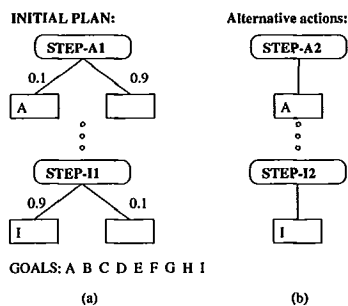 INITIAL PLAN:
Alternative actions:
STEP-A1
STEP-A2
0.1
0.9
A
A
STEP-I1
STEP-I2
0.9
0.1
I
I
GOALS: A B C D E F G H I
(a)
(b)